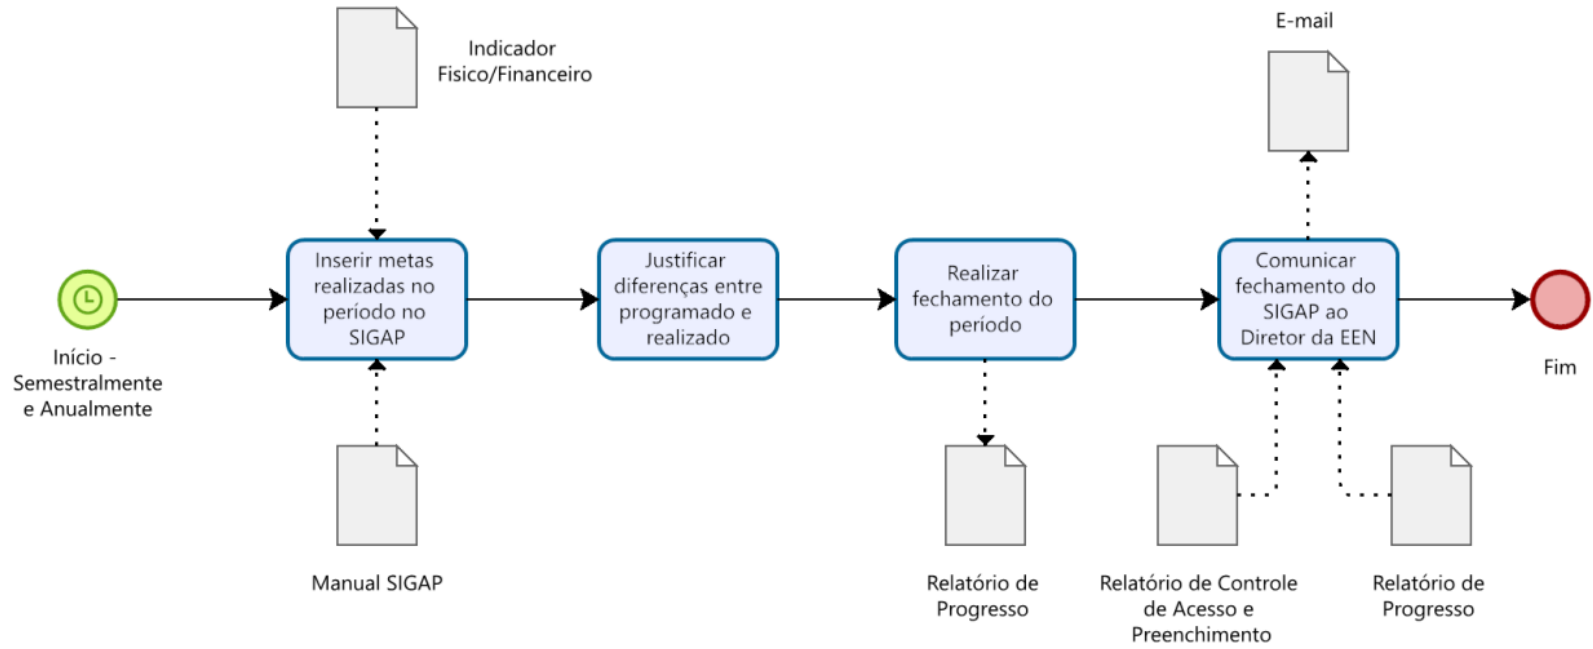 E-mail
Indicador
Fisico/Financeiro
Início -
Semestralmente
e Anualmente
Inserir metas
realizadas no
período no
SIGAP
Justificar
diferenças entre
programado e
realizado
Realizar
fechamento do
período
Comunicar
fechamento do
SIGAP ao
Diretor da EEN
Fim
Manual SIGAP
Relatório de
Progresso
Relatório de Controle
de Acesso e
Preenchimento
Relatório de
Progresso